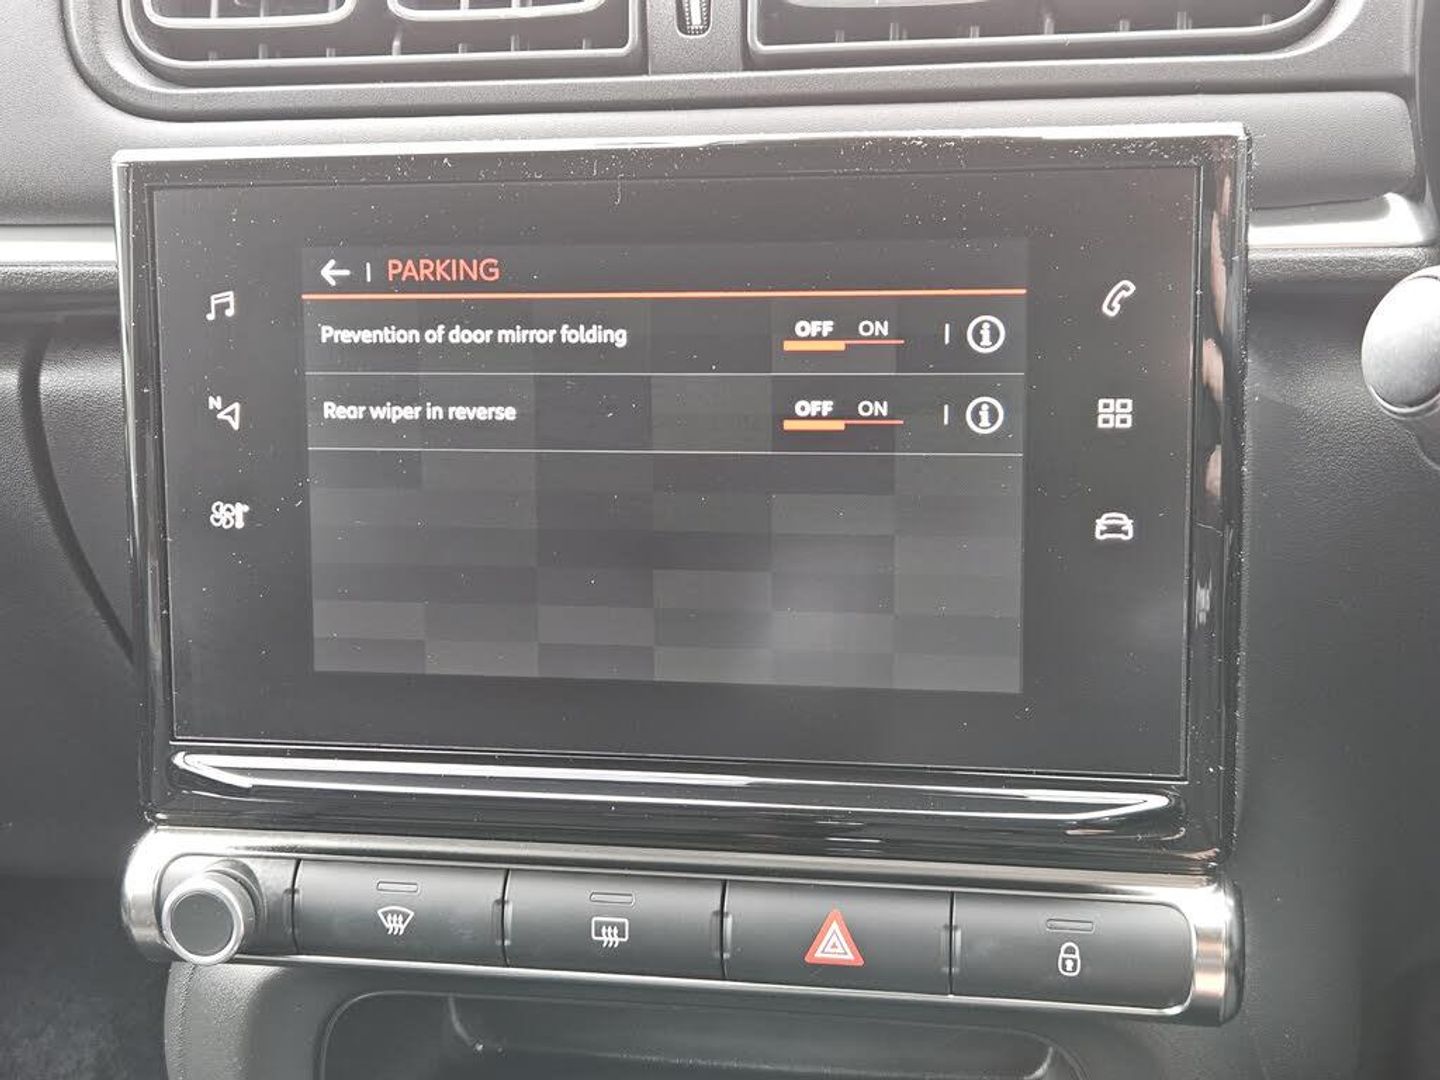 PARKING
Prevention of door mirror folding OFF ON
Rear wiper in reverse OFF ON
N